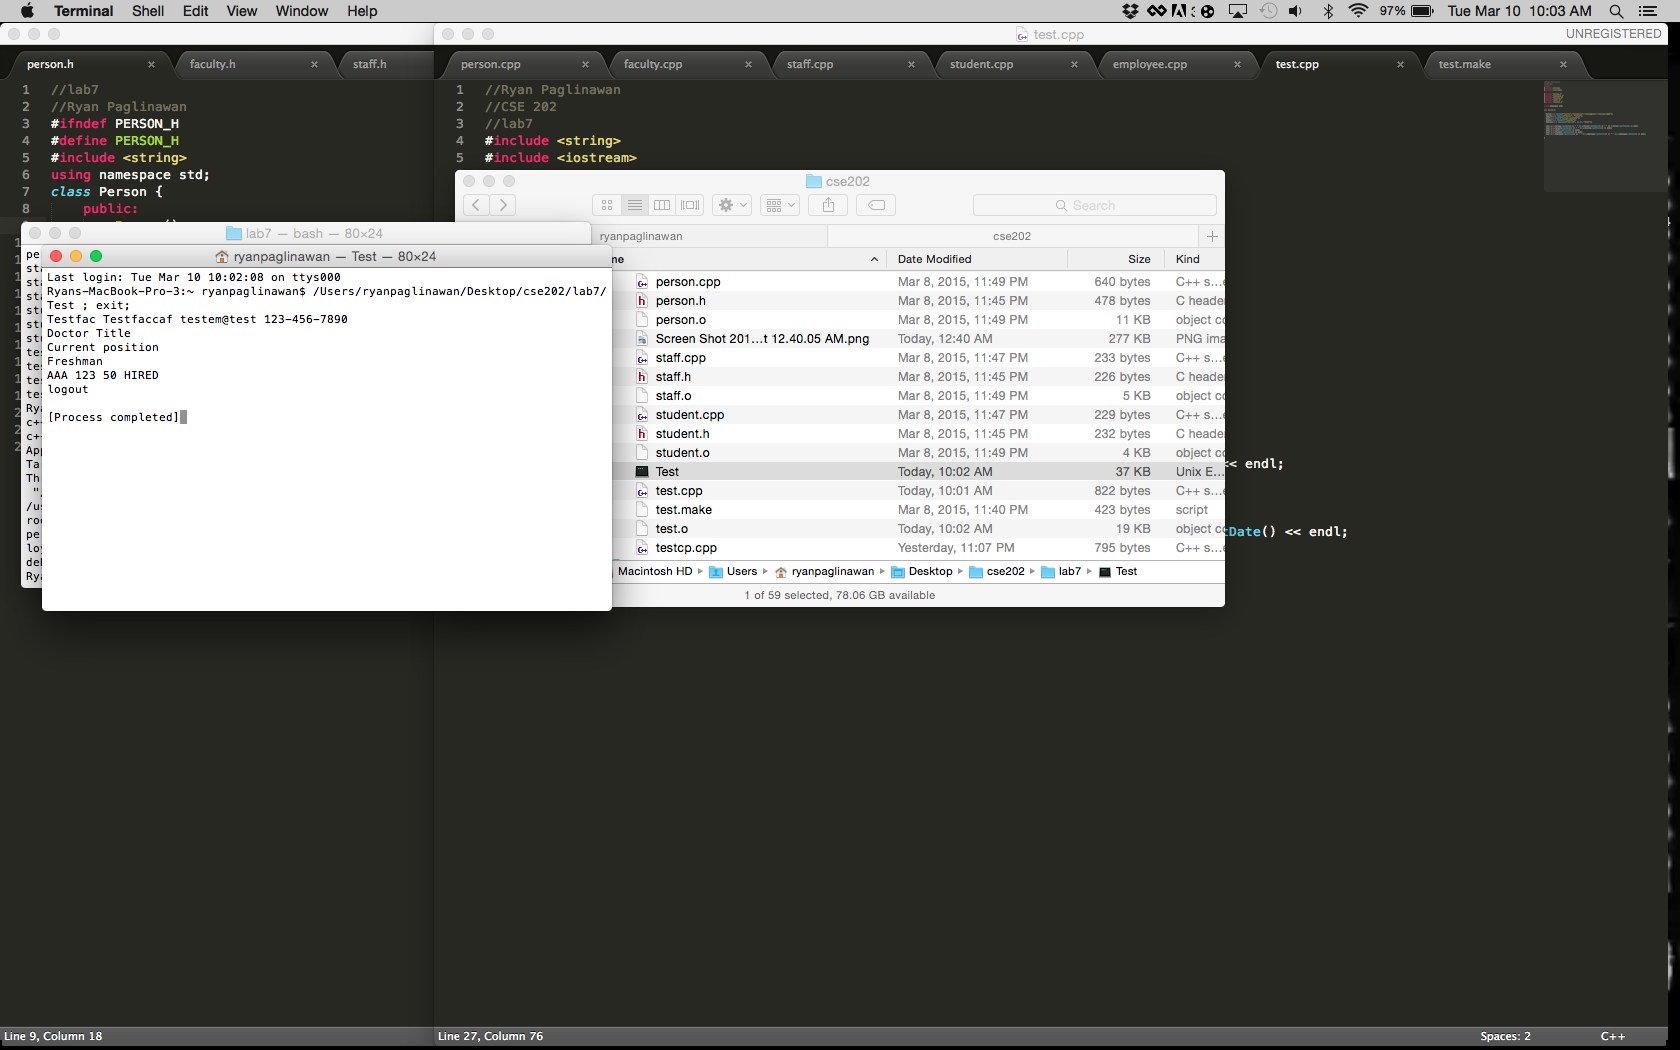 Terminal Shell Edit View Window Help 97% Tue Mar 10 10:03 AM
test.cpp UNREGISTERED
person.h faculty.h staff.h person.cpp faculty.cpp staff.cpp student.cpp employee.cpp test.cpp test.make
1 //lab7
2 //Ryan Paglinawan
3 #ifndef PERSON_H
4 #define PERSON_H
5 #include <string>
6 using namespace std;
7 class Person {
8 public:
1 //Ryan Paglinawan
2 //CSE 202
3 //lab7
4 #include <string>
5 #include <iostream>
<< endl;
Date() << endl;
cse202
Search
ryanpaglinawan cse202
me Date Modified Size Kind
person.cpp Mar 8, 2015, 11:49 PM 640 bytes C++ s...
person.h Mar 8, 2015, 11:45 PM 478 bytes C heade
person.o Mar 8, 2015, 11:49 PM 11 KB object co
Screen Shot 201...t 12.40.05 AM.png Today, 12:40 AM 277 KB PNG ima
staff.cpp Mar 8, 2015, 11:47 PM 233 bytes C++ s...
staff.h Mar 8, 2015, 11:45 PM 226 bytes C heade
staff.o Mar 8, 2015, 11:49 PM 5 KB object co
student.cpp Mar 8, 2015, 11:47 PM 229 bytes C++ s...
student.h Mar 8, 2015, 11:45 PM 232 bytes C heade
student.o Mar 8, 2015, 11:49 PM 4 KB object co
Test Today, 10:02 AM 37 KB Unix E...
test.cpp Today, 10:01 AM 822 bytes C++ s...
test.make Mar 8, 2015, 11:40 PM 423 bytes script
test.o Today, 10:02 AM 19 KB object co
testcp.cpp Yesterday, 11:07 PM 795 bytes C++ s...
Macintosh HD Users ryanpaglinawan Desktop cse202 lab7 Test
1 of 59 selected, 78.06 GB available
lab7 — bash — 80×24
ryanpaglinawan — Test — 80×24
Last login: Tue Mar 10 10:02:08 on ttys000
Ryans-MacBook-Pro-3:~ ryanpaglinawan$ /Users/ryanpaglinawan/Desktop/cse202/lab7/
Test ; exit;
Testfac Testfaccaf testem@test 123-456-7890
Doctor Title
Current position
Freshman
AAA 123 50 HIRED
logout
[Process completed]
Line 9, Column 18
Line 27, Column 76 Spaces: 2 C++